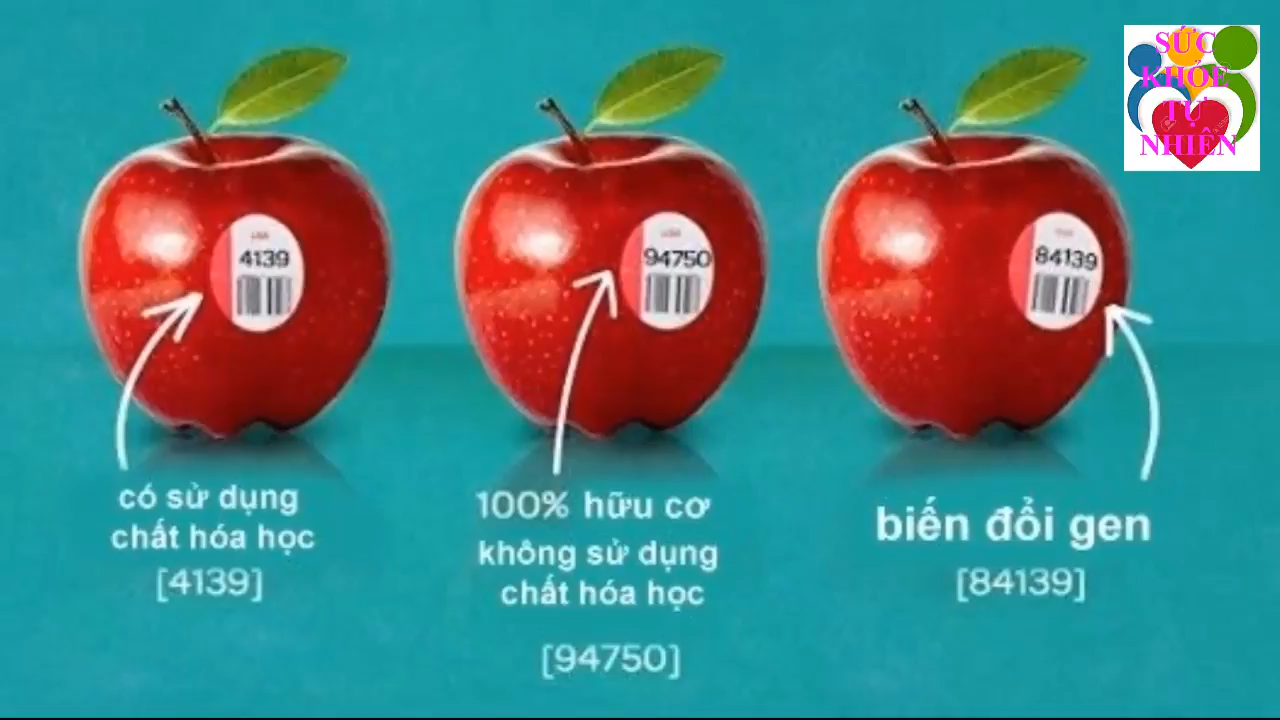 SỨC
KHỎE
TỰ
NHIÊN
4139
94750
84139
có sử dụng
chất hóa học
[4139]
100% hữu cơ
không sử dụng
chất hóa học
[94750]
biến đổi gen
[84139]